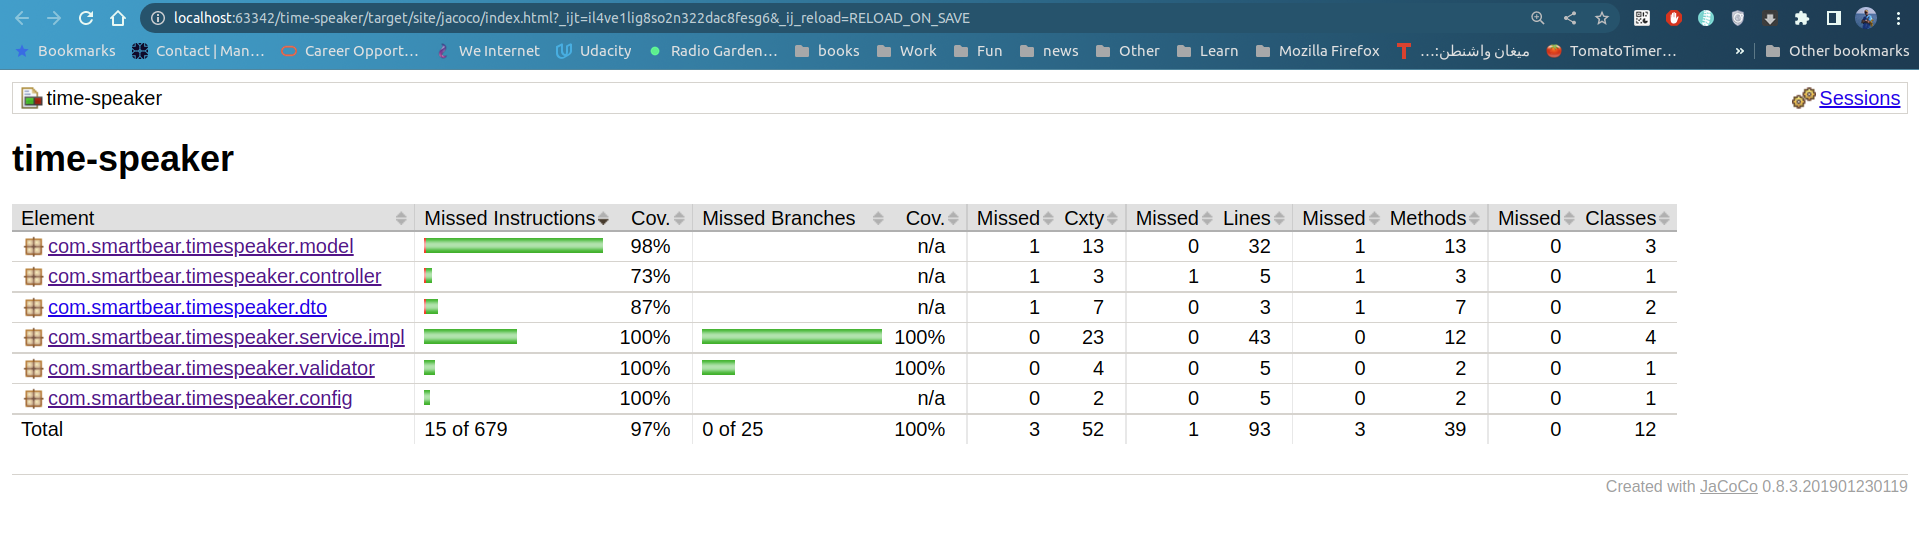 localhost:63342/time-speaker/target/site/jacoco/index.html?_ijt=il4ve1lig8so2n322dac8fesg6&_ij_reload=RELOAD_ON_SAVE
Bookmarks Contact | Man... Career Opport... We Internet Udacity Radio Garden... books Work Fun news Other Learn Mozilla Firefox میغان واشنطن:... TomatoTimer... » Other bookmarks
time-speaker Sessions
time-speaker
Element Missed Instructions Cov. Missed Branches Cov. Missed Cxty Missed Lines Missed Methods Missed Classes
com.smartbear.timespeaker.model 98% n/a 1 13 0 32 1 13 0 3
com.smartbear.timespeaker.controller 73% n/a 1 3 1 5 1 3 0 1
com.smartbear.timespeaker.dto 87% n/a 1 7 0 3 1 7 0 2
com.smartbear.timespeaker.service.impl 100% 100% 0 23 0 43 0 12 0 4
com.smartbear.timespeaker.validator 100% 100% 0 4 0 5 0 2 0 1
com.smartbear.timespeaker.config 100% n/a 0 2 0 5 0 2 0 1
Total 15 of 679 97% 0 of 25 100% 3 52 1 93 3 39 0 12
Created with JaCoCo 0.8.3.201901230119